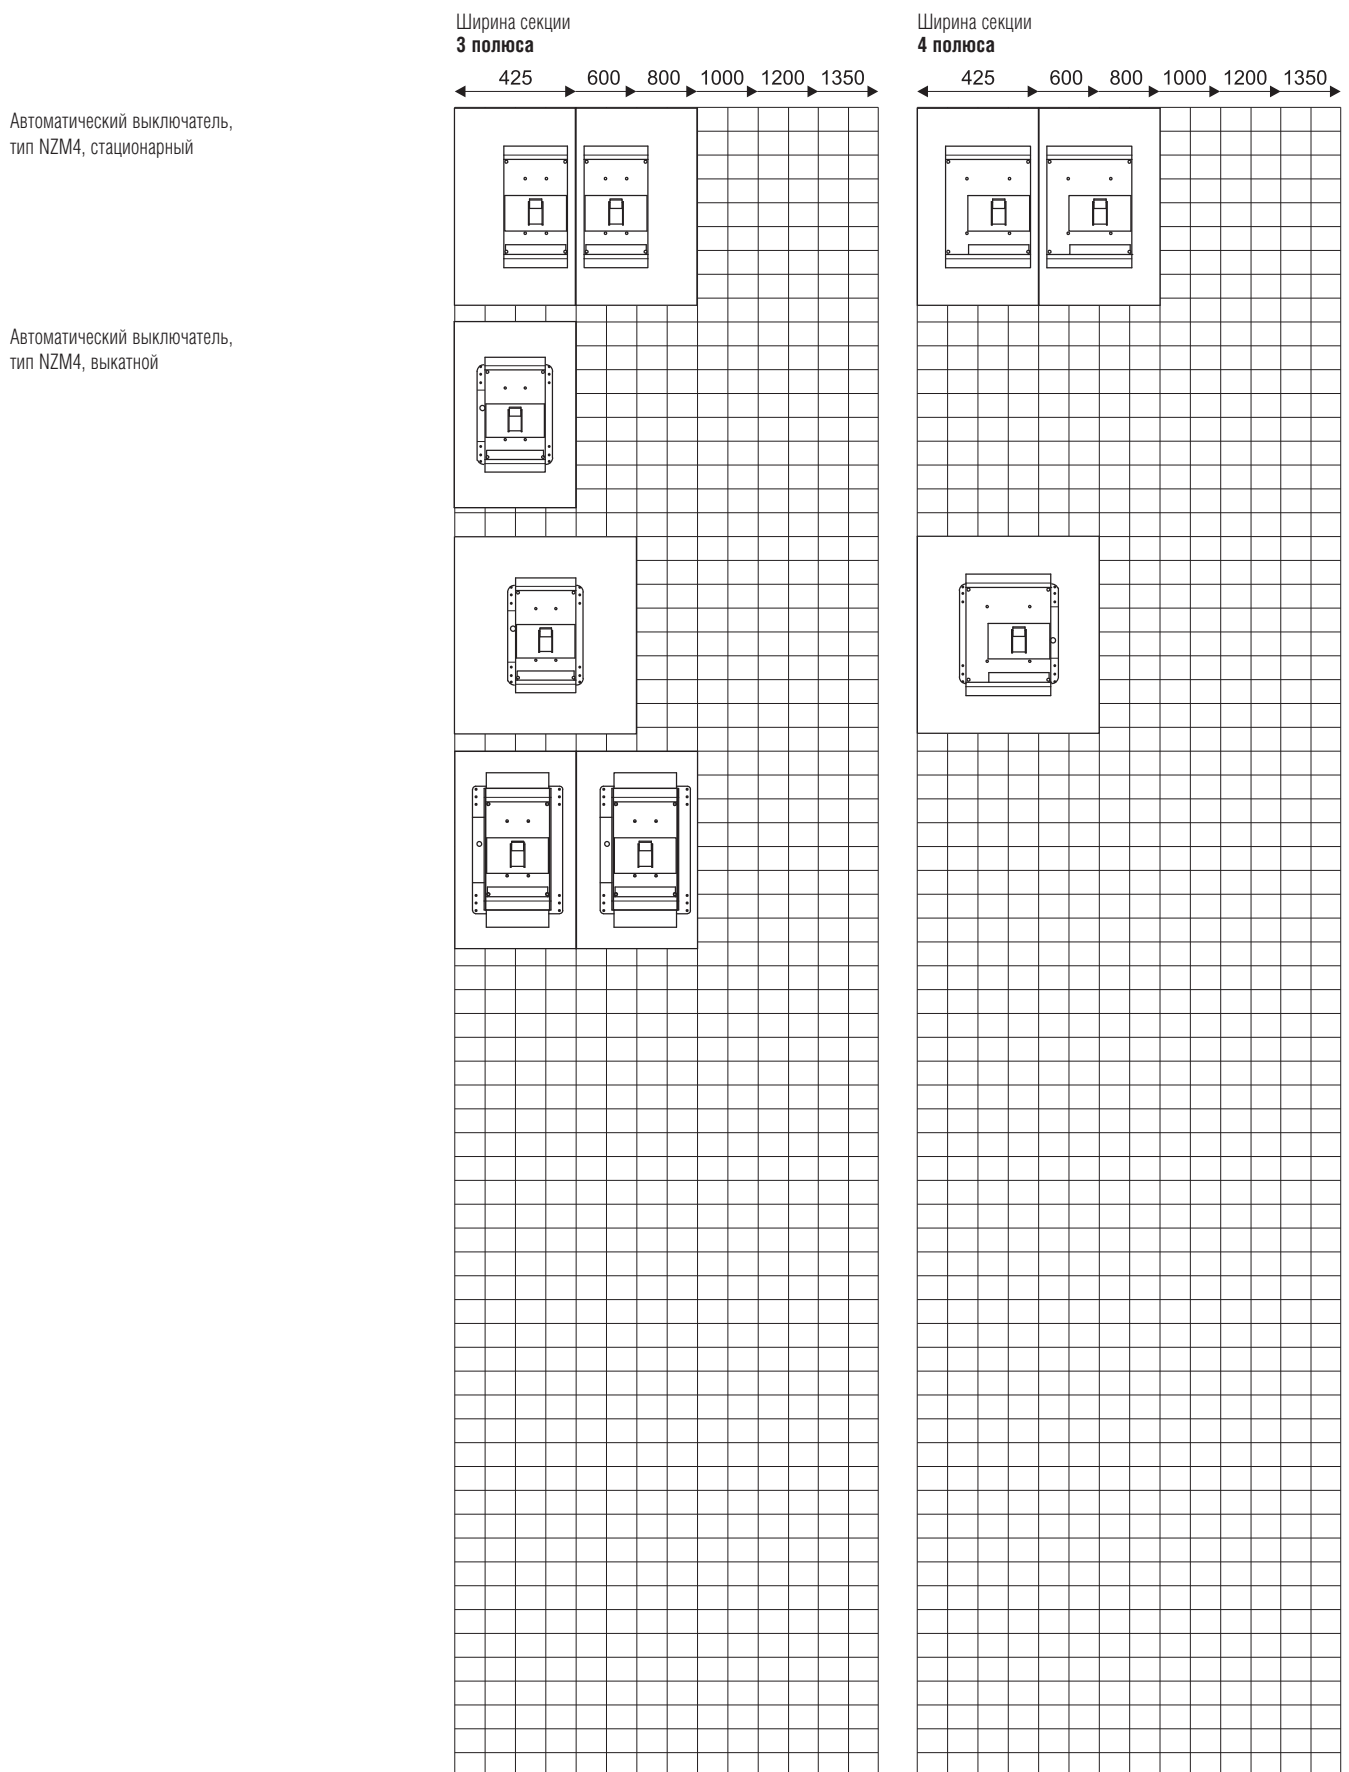 Ширина секции
3 полюса
425 600 800 1000 1200 1350
Ширина секции
4 полюса
425 600 800 1000 1200 1350
Автоматический выключатель,
тип NZM4, стационарный
Автоматический выключатель,
тип NZM4, выкатной